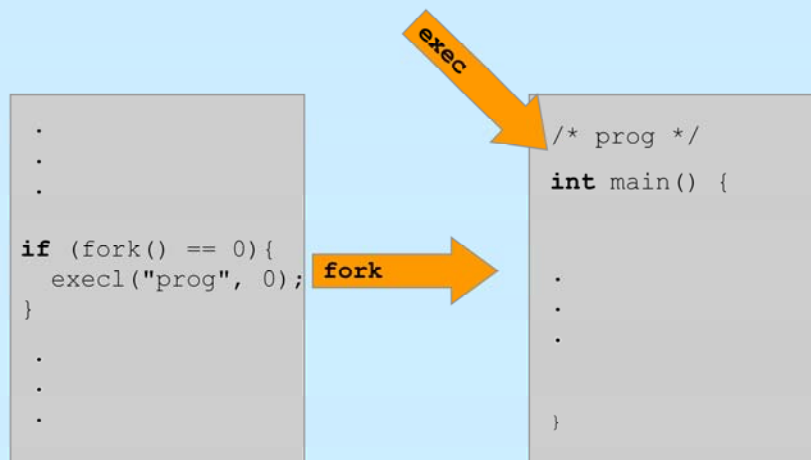 .
.
.
if (fork() == 0){
execl("prog", 0);
}
.
.
.
fork
exec
/* prog */
int main() {
.
.
.
}